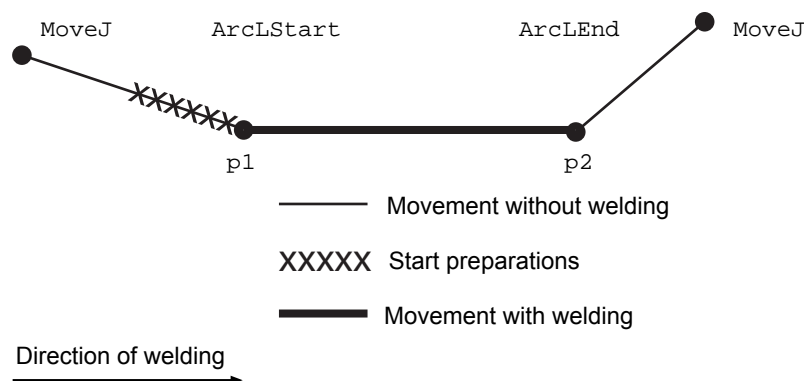 MoveJ ArcLStart ArcLEnd MoveJ
p1 p2
Movement without welding
XXXXX Start preparations
Movement with welding
Direction of welding